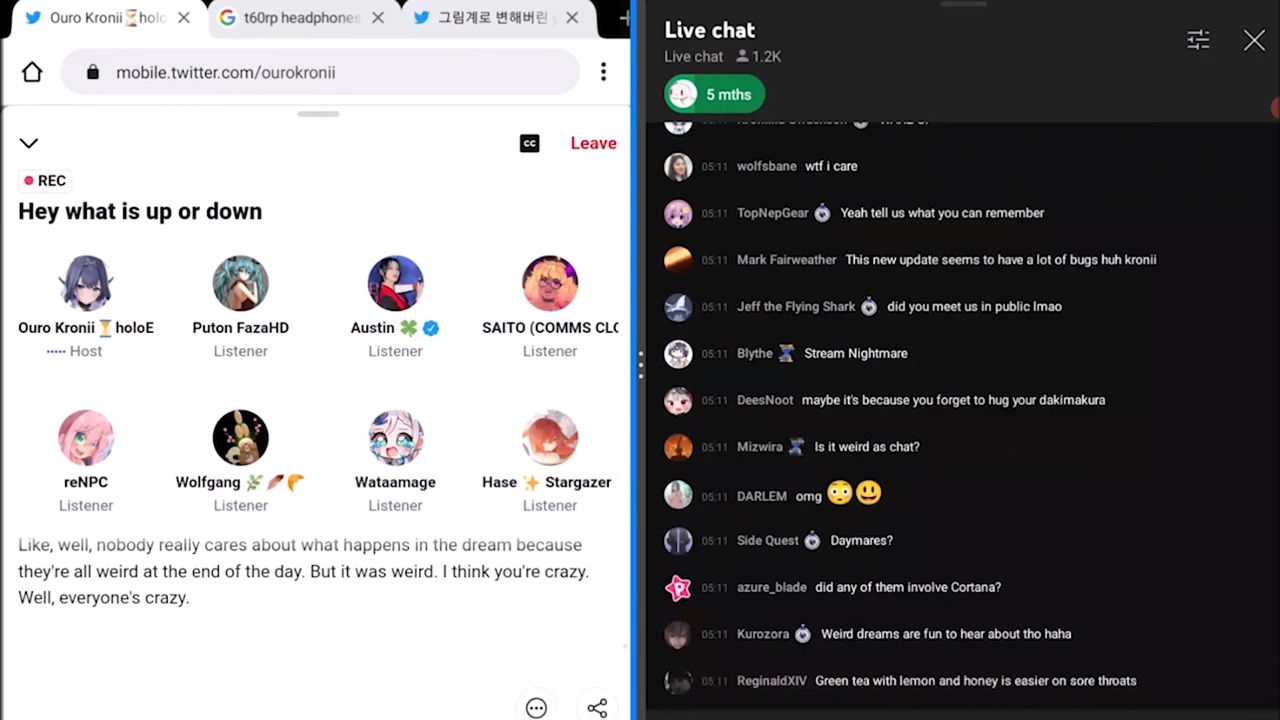 Ouro Kronii⏳holo
t60rp headphones
그림계로 변해버린
mobile.twitter.com/ourokronii
CC
Leave
REC
Hey what is up or down
Ouro Kronii⏳holoE
Host
Puton FazaHD
Listener
Austin 🍀
Listener
SAITO (COMMS CLO
Listener
reNPC
Listener
Wolfgang 🌿🪶🥐
Listener
Wataamage
Listener
Hase ✨ Stargazer
Listener
Like, well, nobody really cares about what happens in the dream because
they're all weird at the end of the day. But it was weird. I think you're crazy.
Well, everyone's crazy.
Live chat
Live chat 1.2K
5 mths
05:11 wolfsbane wtf i care
05:11 TopNepGear Yeah tell us what you can remember
05:11 Mark Fairweather This new update seems to have a lot of bugs huh kronii
05:11 Jeff the Flying Shark did you meet us in public lmao
05:11 Blythe Stream Nightmare
05:11 DeesNoot maybe it's because you forget to hug your dakimakura
05:11 Mizwira Is it weird as chat?
05:11 DARLEM omg 😳😃
05:11 Side Quest Daymares?
05:11 azure_blade did any of them involve Cortana?
05:11 Kurozora Weird dreams are fun to hear about tho haha
05:11 ReginaldXIV Green tea with lemon and honey is easier on sore throats